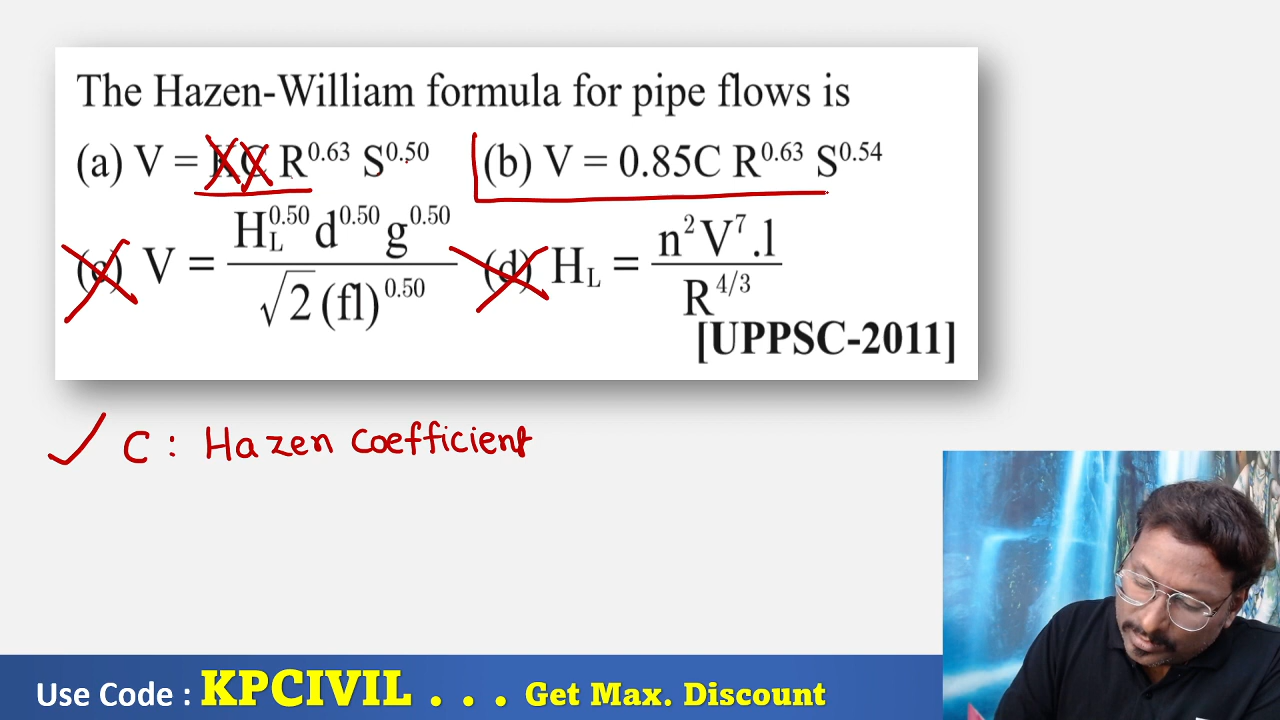 The Hazen-William formula for pipe flows is
(a) V = KC R^0.63 S^0.50 (b) V = 0.85C R^0.63 S^0.54
(c) V = H_L^0.50 d^0.50 g^0.50 / √2 (fl)^0.50 (d) H_L = n²V⁷.l / R^4/3
[UPPSC-2011]
✓ C : Hazen Coefficient
Use Code : KPCIVIL . . . Get Max. Discount